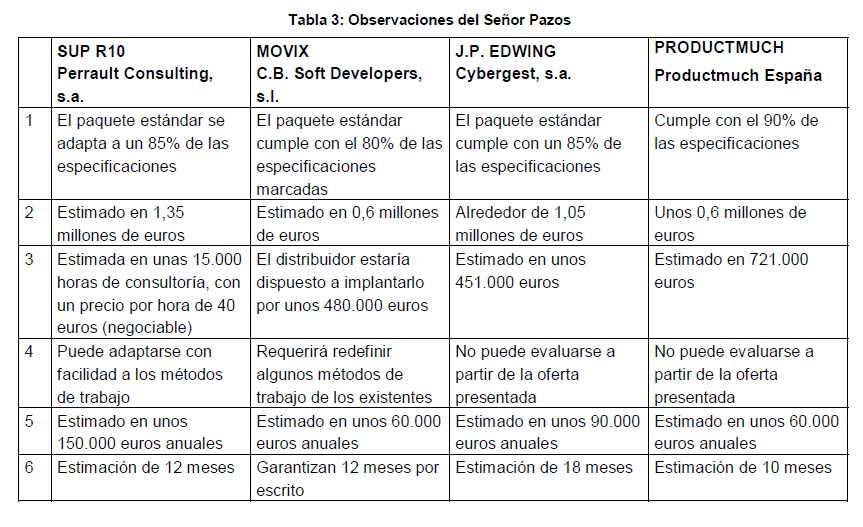 Tabla 3: Observaciones del Señor Pazos
SUP R10
Perrault Consulting,
s.a.
MOVIX
C.B. Soft Developers,
s.l.
J.P. EDWING
Cybergest, s.a.
PRODUCTMUCH
Productmuch España
1
El paquete estándar se
adapta a un 85% de las
especificaciones
El paquete estándar
cumple con el 80% de las
especificaciones
marcadas
El paquete estándar
cumple con un 85% de
las especificaciones
Cumple con el 90% de
las especificaciones
2
Estimado en 1,35
millones de euros
Estimado en 0,6 millones
de euros
Alrededor de 1,05
millones de euros
Unos 0,6 millones de
euros
3
Estimada en unas 15.000
horas de consultoría, con
un precio por hora de 40
euros (negociable)
El distribuidor estaría
dispuesto a implantarlo
por unos 480.000 euros
Estimado en unos
451.000 euros
Estimado en 721.000
euros
4
Puede adaptarse con
facilidad a los métodos
de trabajo
Requerirá redefinir
algunos métodos de
trabajo de los existentes
No puede evaluarse a
partir de la oferta
presentada
No puede evaluarse a
partir de la oferta
presentada
5
Estimado en unos
150.000 euros anuales
Estimado en unos 60.000
euros anuales
Estimado en unos 90.000
euros anuales
Estimado en unos 60.000
euros anuales
6
Estimación de 12 meses
Garantizan 12 meses por
escrito
Estimación de 18 meses
Estimación de 10 meses